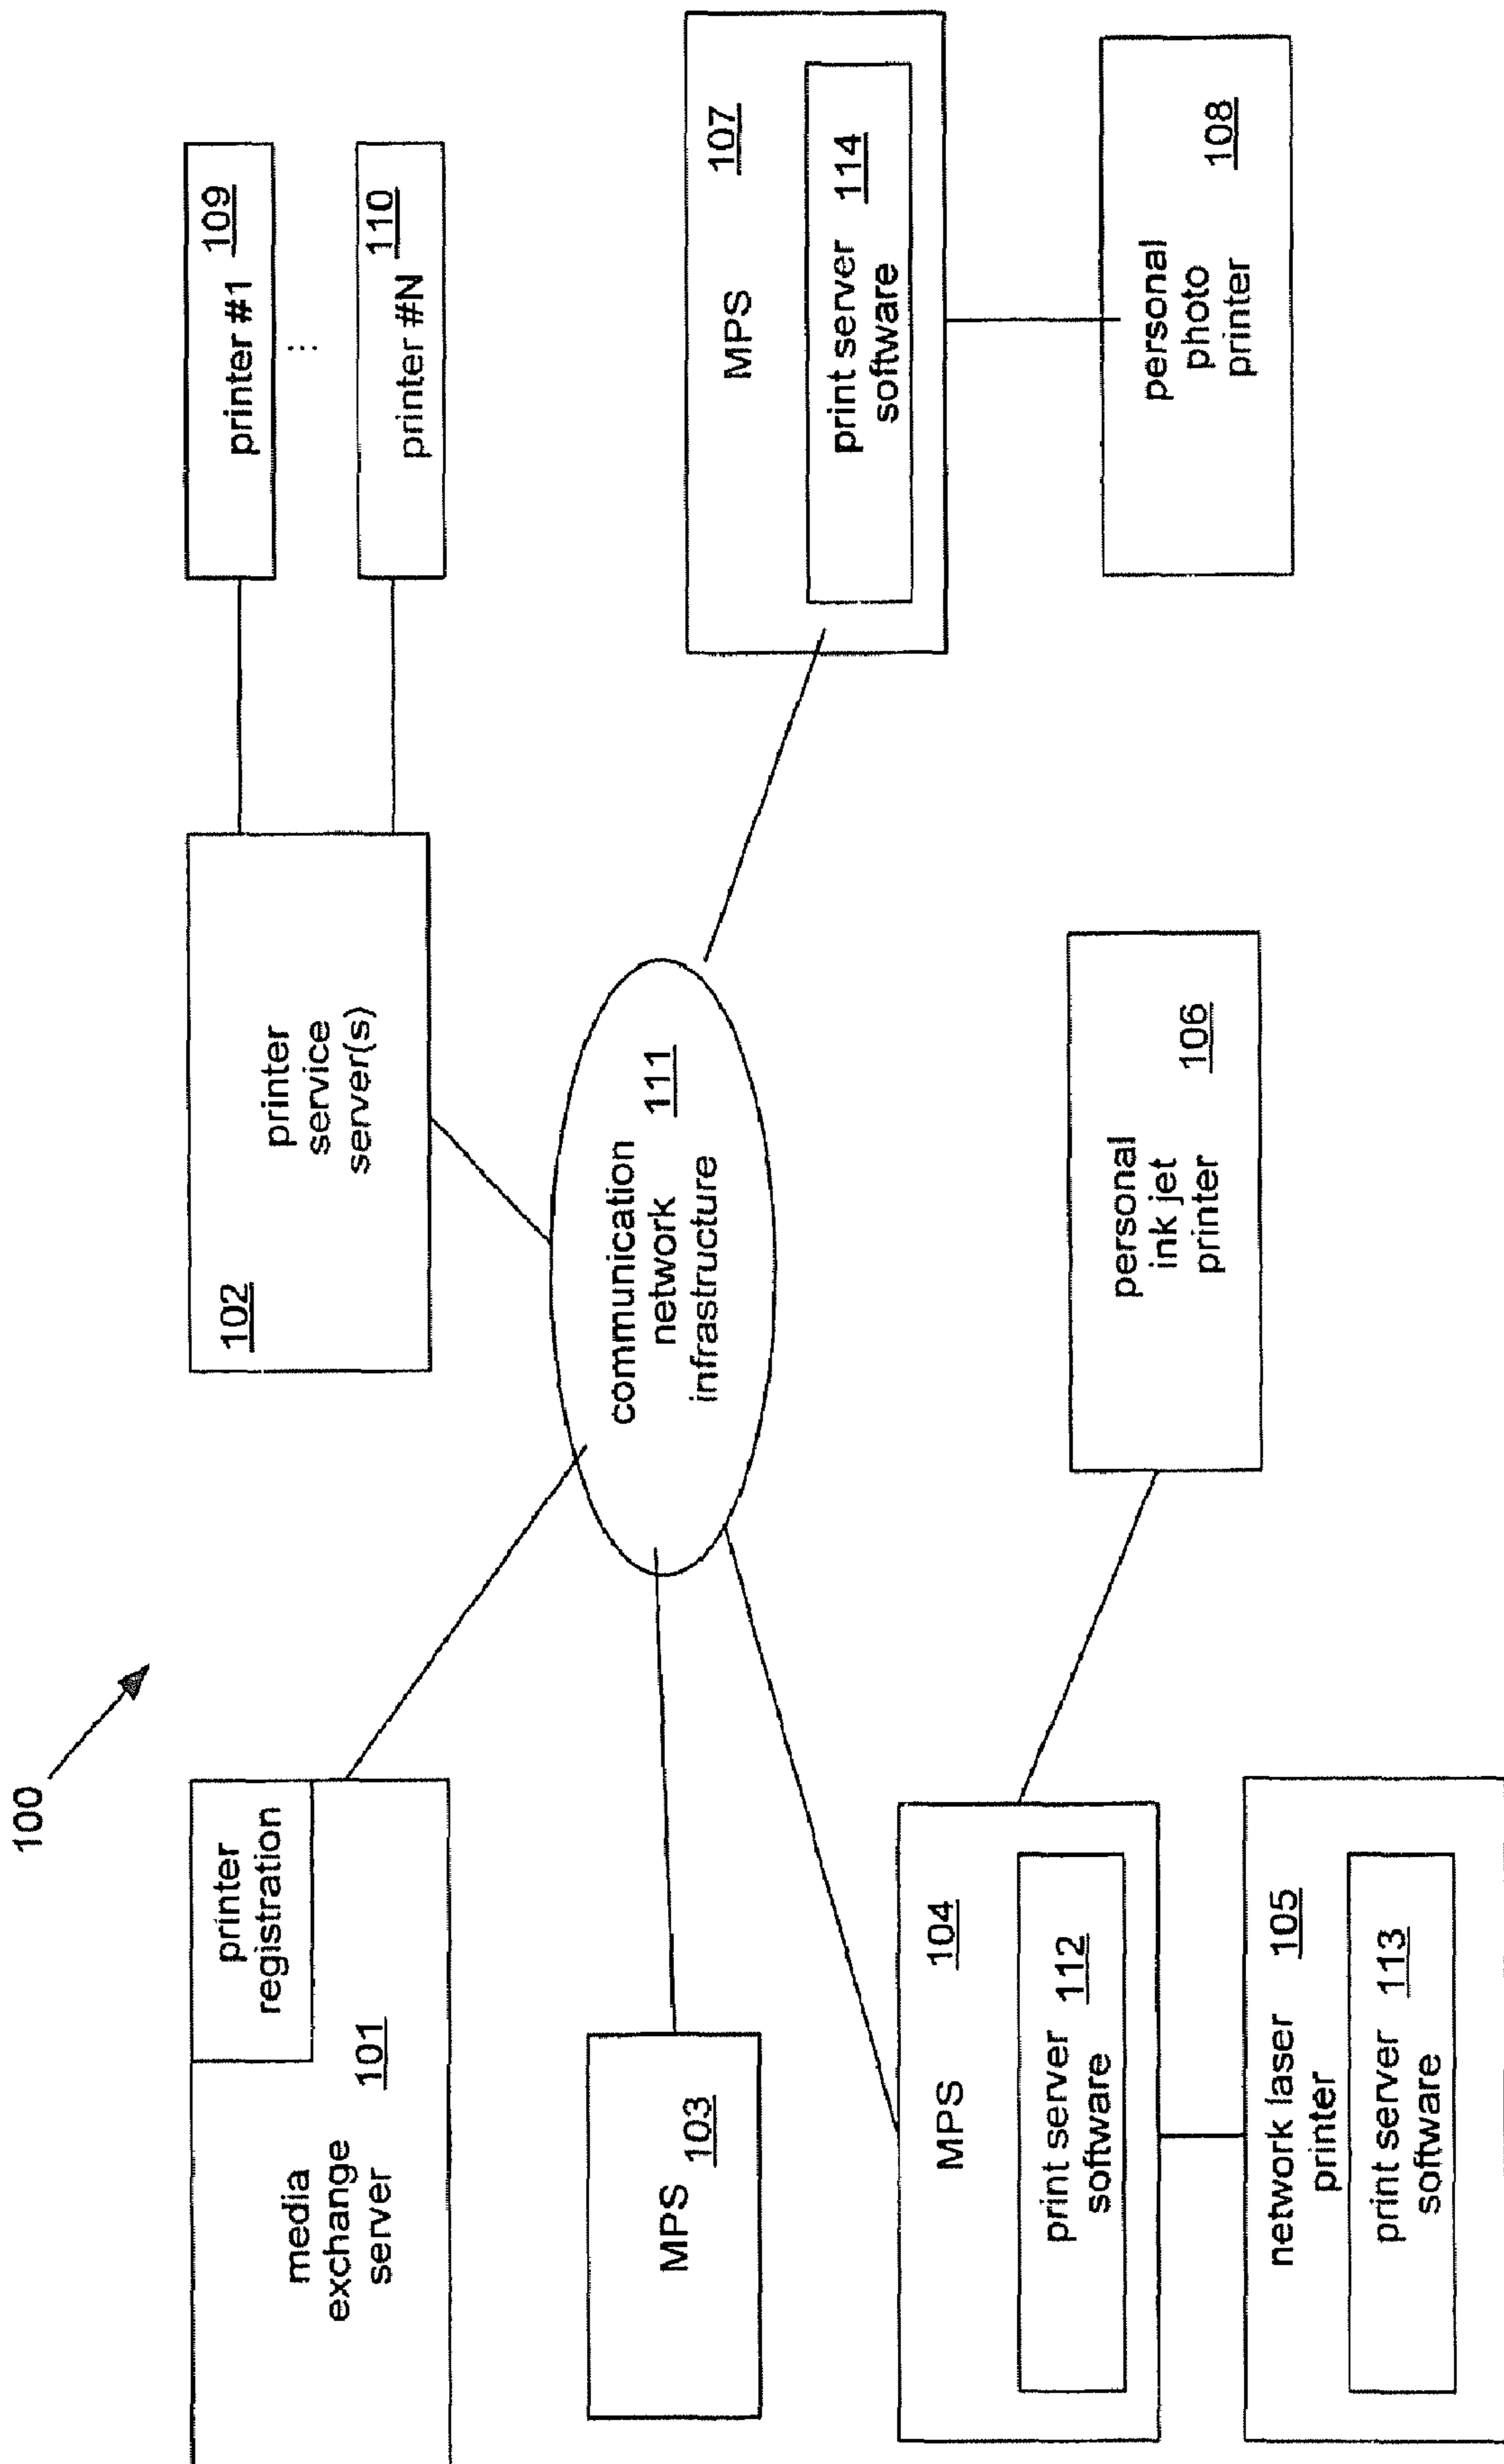 100
printer
registration
media
exchange
server
101
102
printer
service
server(s)
printer #1
109
...
printer #N
110
MPS
103
communication
network
infrastructure
111
MPS
107
print server
software
114
MPS
104
print server
software
112
personal
ink jet
printer
106
personal
photo
printer
108
network laser
printer
105
print server
software
113